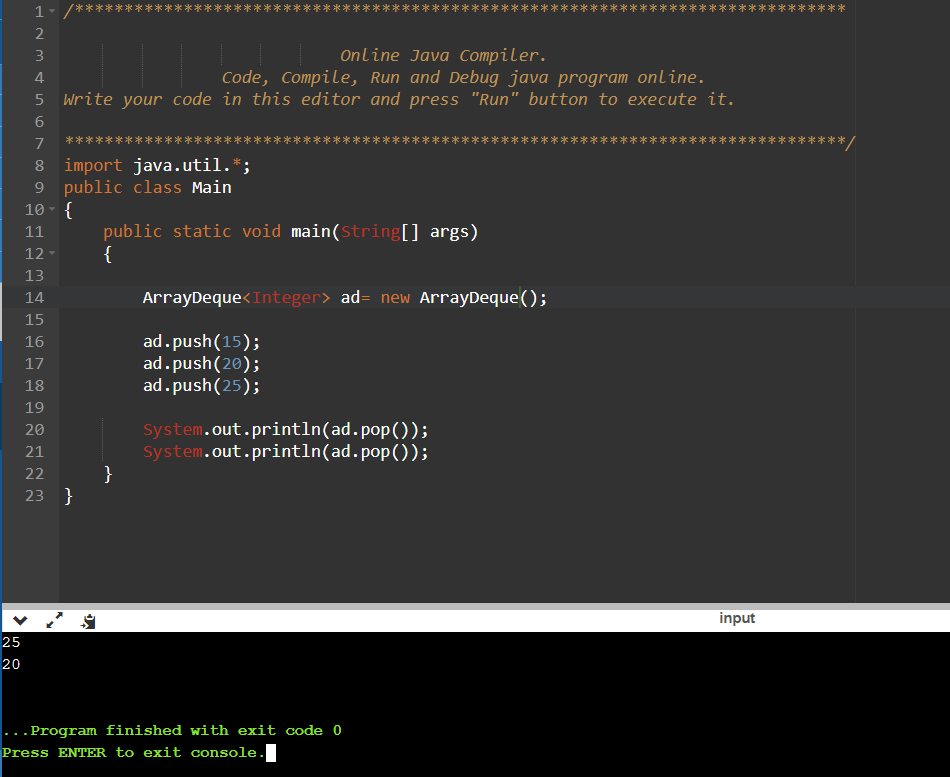 1 /******************************************************************************
2
3 Online Java Compiler.
4 Code, Compile, Run and Debug java program online.
5 Write your code in this editor and press "Run" button to execute it.
6
7 *******************************************************************************/
8 import java.util.*;
9 public class Main
10 {
11 public static void main(String[] args)
12 {
13
14 ArrayDeque<Integer> ad= new ArrayDeque();
15
16 ad.push(15);
17 ad.push(20);
18 ad.push(25);
19
20 System.out.println(ad.pop());
21 System.out.println(ad.pop());
22 }
23 }
input
25
20
...Program finished with exit code 0
Press ENTER to exit console.